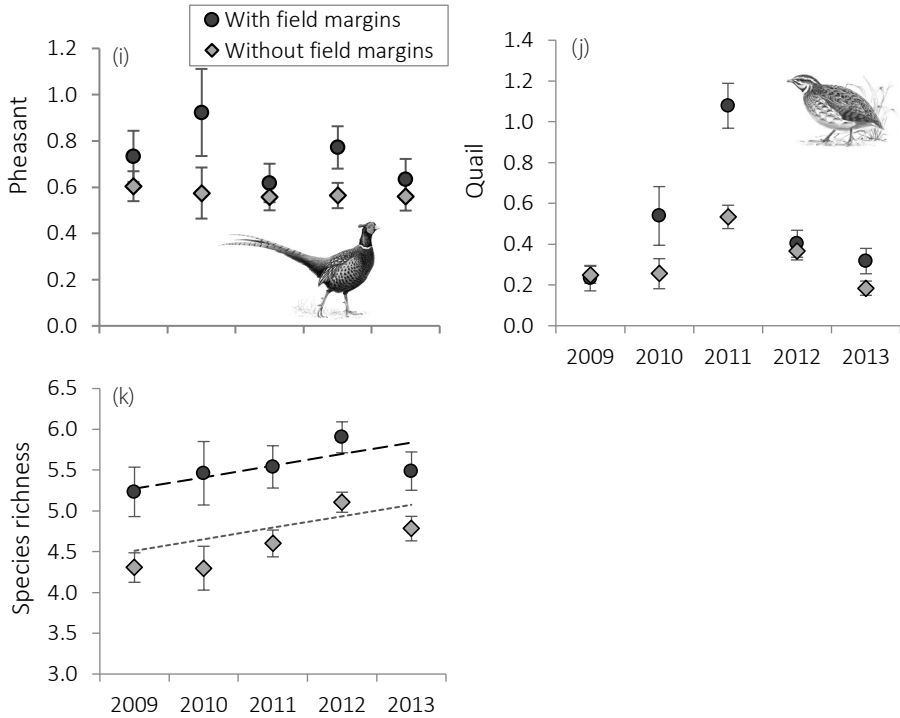 With field margins
Without field margins
(i)
Pheasant
1.2
1.0
0.8
0.6
0.4
0.2
0.0
(j)
Quail
1.4
1.2
1.0
0.8
0.6
0.4
0.2
0.0
2009 2010 2011 2012 2013
(k)
Species richness
6.5
6.0
5.5
5.0
4.5
4.0
3.5
3.0
2009 2010 2011 2012 2013